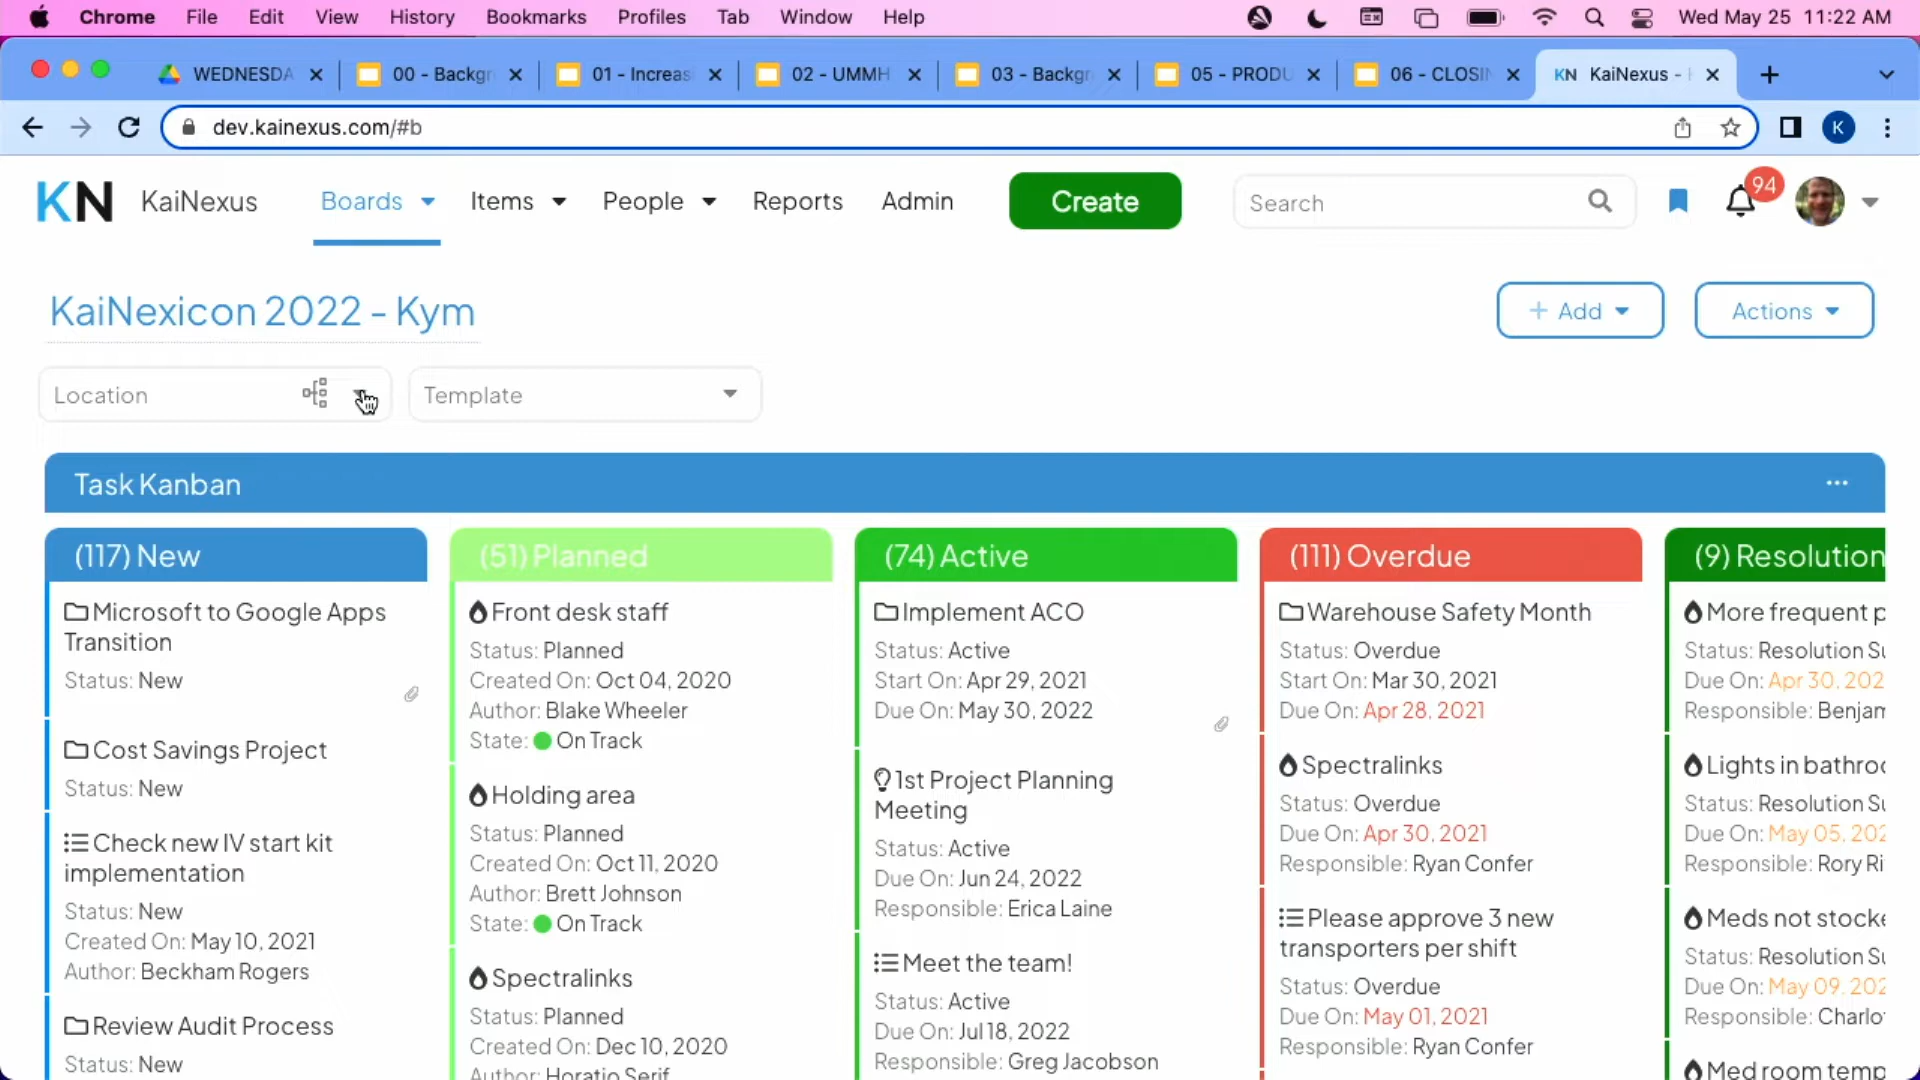 Chrome File Edit View History Bookmarks Profiles Tab Window Help Wed May 25 11:22 AM
WEDNESDA 00 - Backgr 01 - Increas 02 - UMMH 03 - Backgr 05 - PRODU 06 - CLOSIN KN KaiNexus -
dev.kainexus.com/#b K
KN KaiNexus Boards Items People Reports Admin Create Search 94
KaiNexicon 2022 - Kym + Add Actions
Location Template
Task Kanban ...
(117) New
Microsoft to Google Apps
Transition
Status: New
Cost Savings Project
Status: New
Check new IV start kit
implementation
Status: New
Created On: May 10, 2021
Author: Beckham Rogers
Review Audit Process
Status: New
(51) Planned
Front desk staff
Status: Planned
Created On: Oct 04, 2020
Author: Blake Wheeler
State: On Track
Holding area
Status: Planned
Created On: Oct 11, 2020
Author: Brett Johnson
State: On Track
Spectralinks
Status: Planned
Created On: Dec 10, 2020
Author: Horatio Serif
(74) Active
Implement ACO
Status: Active
Start On: Apr 29, 2021
Due On: May 30, 2022
1st Project Planning
Meeting
Status: Active
Due On: Jun 24, 2022
Responsible: Erica Laine
Meet the team!
Status: Active
Due On: Jul 18, 2022
Responsible: Greg Jacobson
(111) Overdue
Warehouse Safety Month
Status: Overdue
Start On: Mar 30, 2021
Due On: Apr 28, 2021
Spectralinks
Status: Overdue
Due On: Apr 30, 2021
Responsible: Ryan Confer
Please approve 3 new
transporters per shift
Status: Overdue
Due On: May 01, 2021
Responsible: Ryan Confer
(9) Resolution
More frequent p
Status: Resolution Su
Due On: Apr 30, 202
Responsible: Benjam
Lights in bathroo
Status: Resolution Su
Due On: May 05, 202
Responsible: Rory Ri
Meds not stocke
Status: Resolution Su
Due On: May 09, 202
Responsible: Charlo
Med room temp